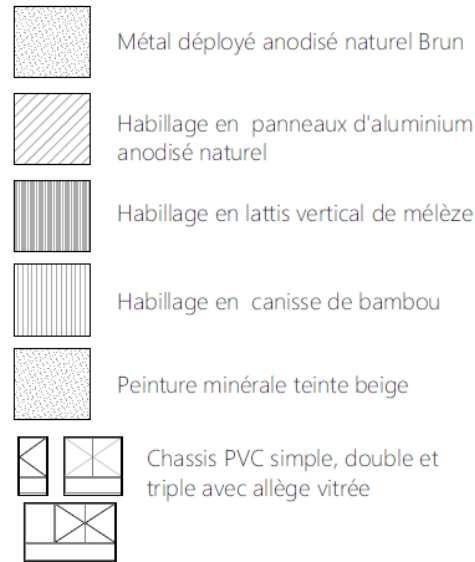 Métal déployé anodisé naturel Brun
Habillage en panneaux d'aluminium
anodisé naturel
Habillage en lattis vertical de mélèze
Habillage en canisse de bambou
Peinture minérale teinte beige
Chassis PVC simple, double et
triple avec allège vitrée